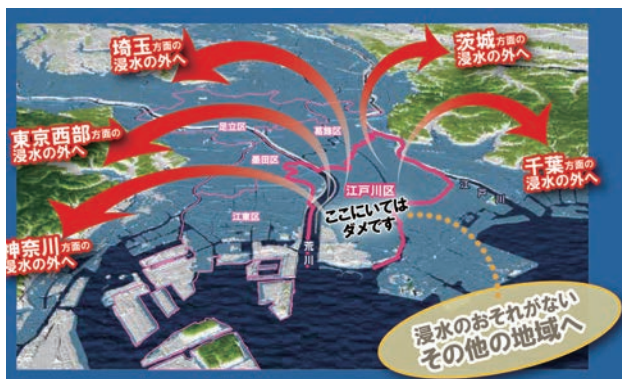 埼玉方面の
浸水の外へ
茨城方面の
浸水の外へ
東京西部方面の
浸水の外へ
千葉方面の
浸水の外へ
神奈川方面の
浸水の外へ
足立区
葛飾区
墨田区
江戸川区
江東区
ここにいては
ダメです
荒川
江戸川
浸水のおそれがない
その他の地域へ